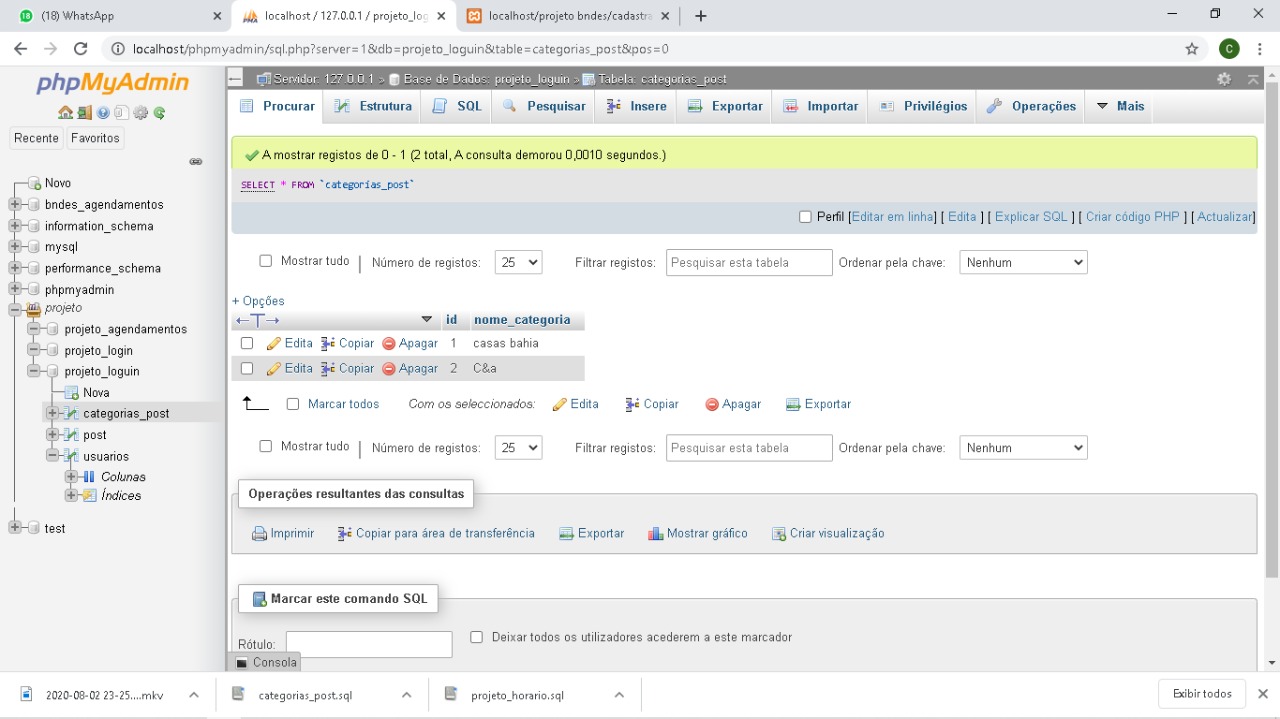 (18) WhatsApp
localhost / 127.0.0.1 / projeto_log
localhost/projeto bndes/cadastra
localhost/phpmyadmin/sql.php?server=1&db=projeto_loguin&table=categorias_post&pos=0
C
phpMyAdmin
Recente Favoritos
Novo
bndes_agendamentos
information_schema
mysql
performance_schema
phpmyadmin
projeto
projeto_agendamentos
projeto_login
projeto_loguin
Nova
categorias_post
post
usuarios
Colunas
Índices
test
Servidor: 127.0.0.1 » Base de Dados: projeto_loguin » Tabela: categorias_post
Procurar Estrutura SQL Pesquisar Insere Exportar Importar Privilégios Operações Mais
A mostrar registos de 0 - 1 (2 total, A consulta demorou 0,0010 segundos.)
SELECT * FROM `categorias_post`
Perfil [Editar em linha] [ Edita ] [ Explicar SQL ] [ Criar código PHP ] [ Actualizar]
Mostrar tudo | Número de registos: 25 Filtrar registos: Pesquisar esta tabela Ordenar pela chave: Nenhum
+ Opções
←T→ id nome_categoria
Edita Copiar Apagar 1 casas bahia
Edita Copiar Apagar 2 C&a
Marcar todos Com os seleccionados: Edita Copiar Apagar Exportar
Mostrar tudo | Número de registos: 25 Filtrar registos: Pesquisar esta tabela Ordenar pela chave: Nenhum
Operações resultantes das consultas
Imprimir Copiar para área de transferência Exportar Mostrar gráfico Criar visualização
Marcar este comando SQL
Rótulo: Deixar todos os utilizadores acederem a este marcador
Consola
2020-08-02 23-25....mkv
categorias_post.sql
projeto_horario.sql
Exibir todos